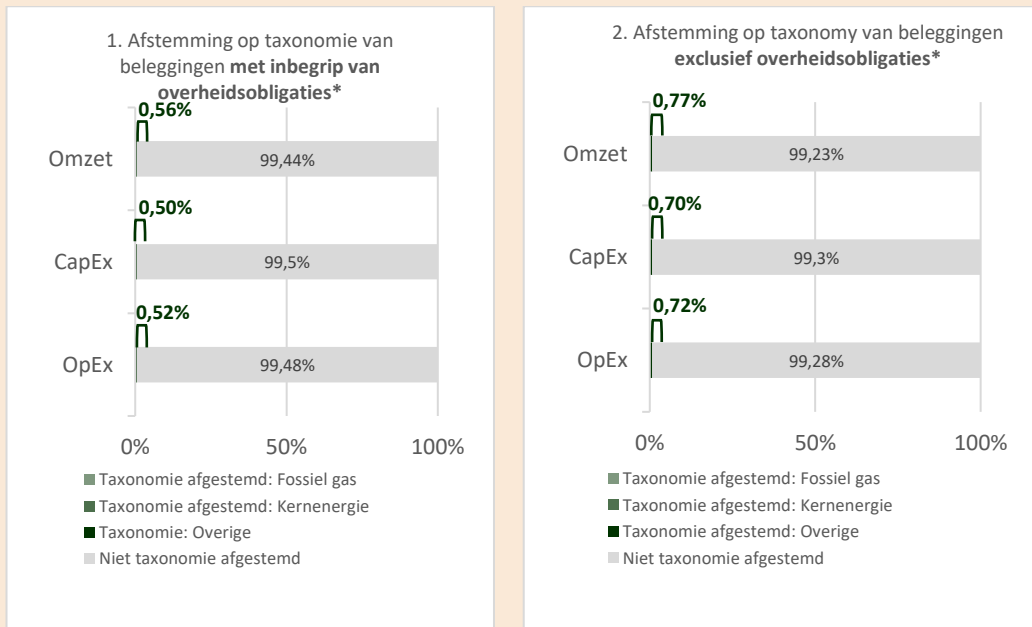 1. Afstemming op taxonomie van
beleggingen met inbegrip van
overheidsobligaties*
0,56%
Omzet
99,44%
0,50%
CapEx
99,5%
0,52%
OpEx
99,48%
0%
50%
100%
Taxonomie afgestemd: Fossiel gas
Taxonomie afgestemd: Kernenergie
Taxonomie: Overige
Niet taxonomie afgestemd
2. Afstemming op taxonomy van beleggingen
exclusief overheidsobligaties*
0,77%
Omzet
99,23%
0,70%
CapEx
99,3%
0,72%
OpEx
99,28%
0%
50%
100%
Taxonomie afgestemd: Fossiel gas
Taxonomie afgestemd: Kernenergie
Taxonomie afgestemd: Overige
Niet taxonomie afgestemd